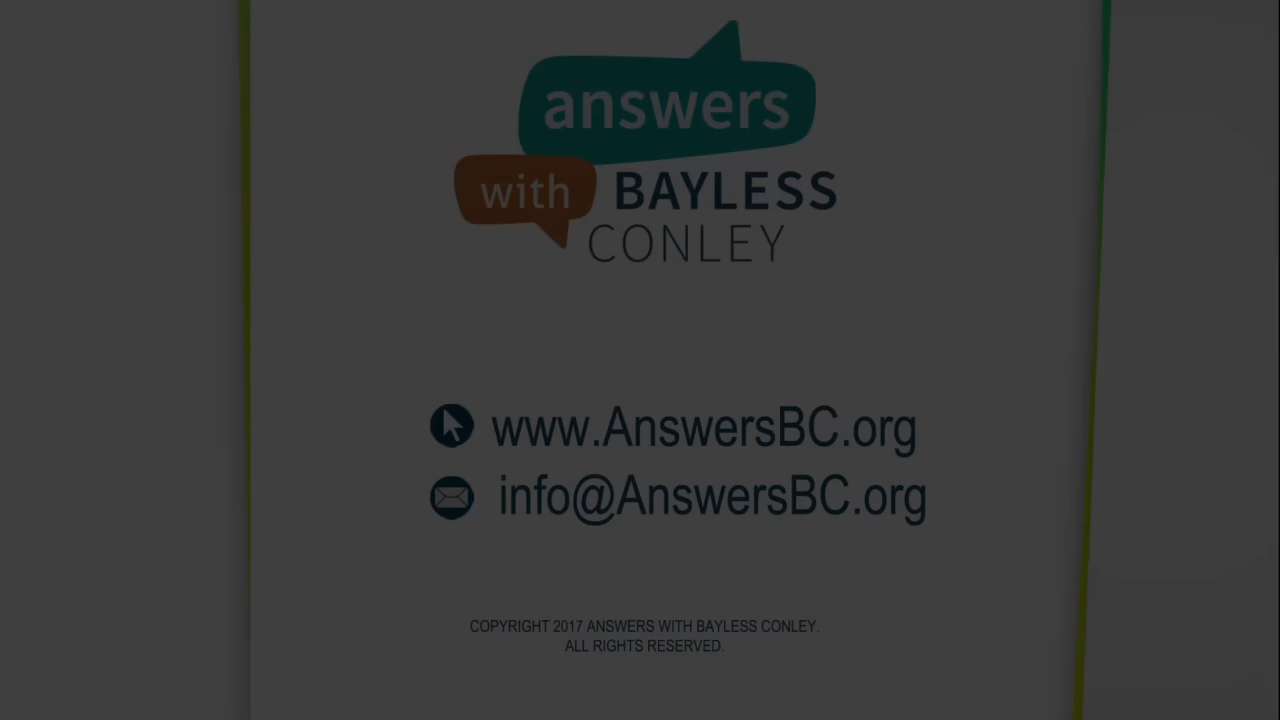 answers
with BAYLESS
CONLEY
www.AnswersBC.org
info@AnswersBC.org
COPYRIGHT 2017 ANSWERS WITH BAYLESS CONLEY.
ALL RIGHTS RESERVED.